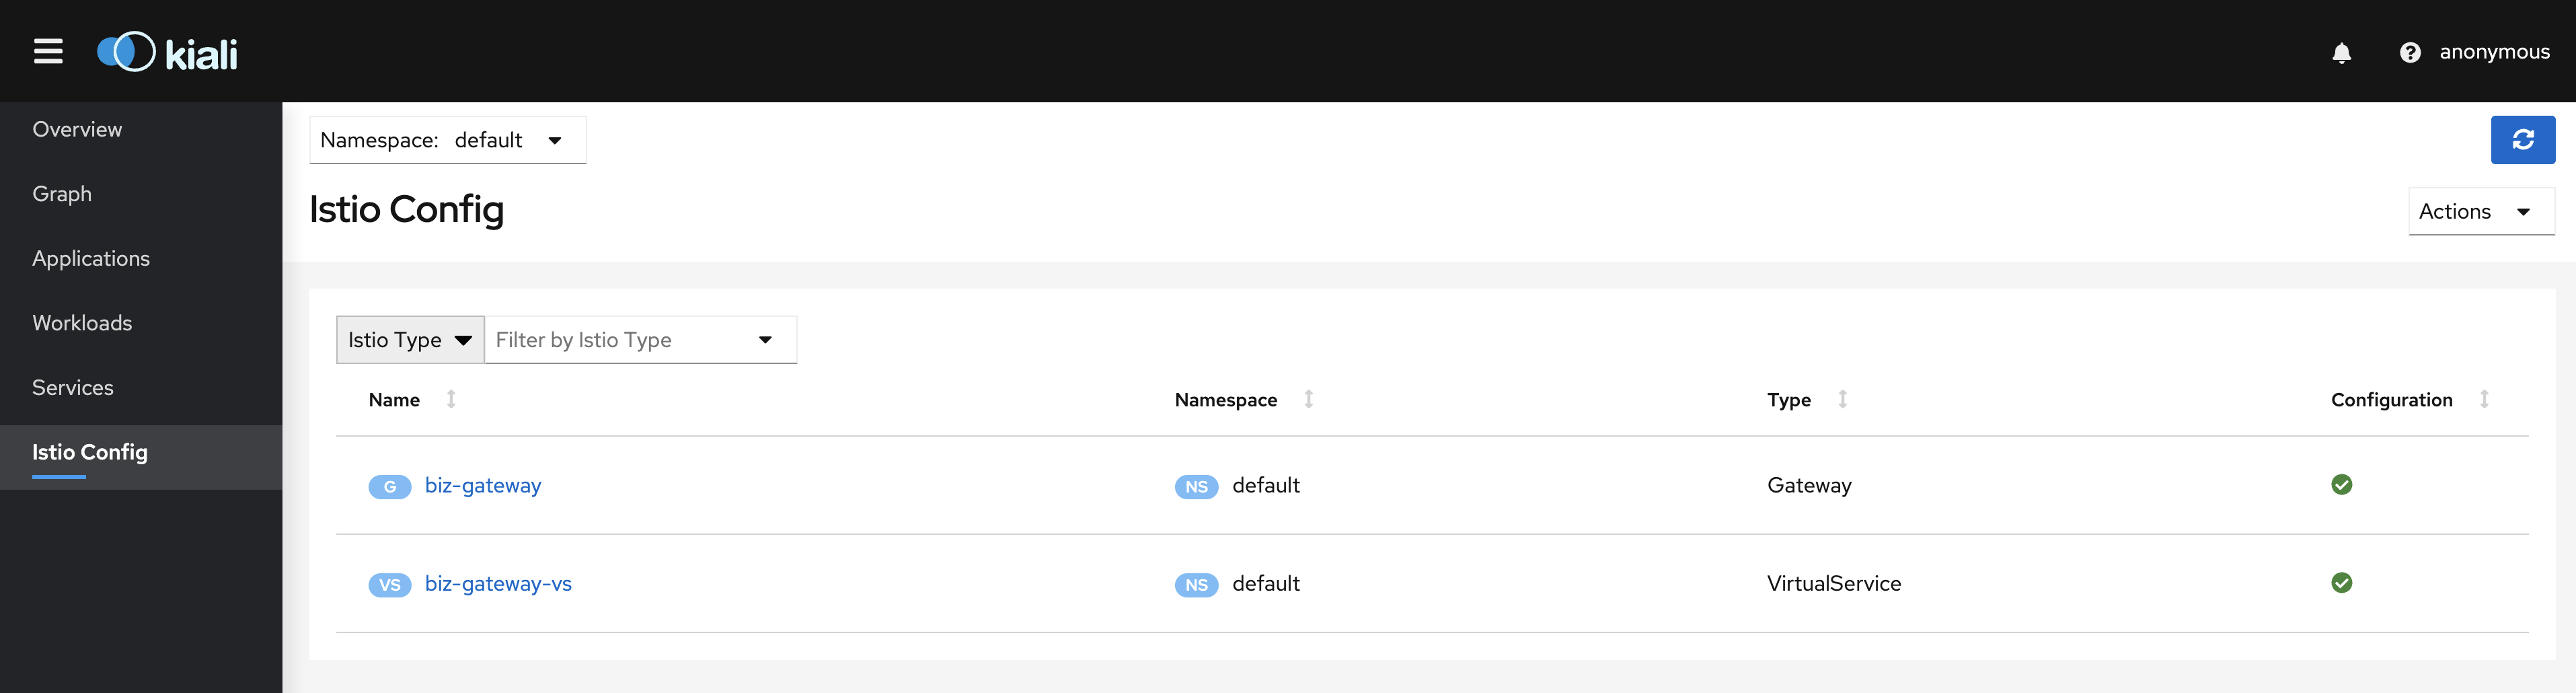 kiali
anonymous
Overview
Graph
Applications
Workloads
Services
Istio Config
Namespace: default
Istio Config
Actions
Istio Type Filter by Istio Type
Name Namespace Type Configuration
G biz-gateway NS default Gateway
VS biz-gateway-vs NS default VirtualService